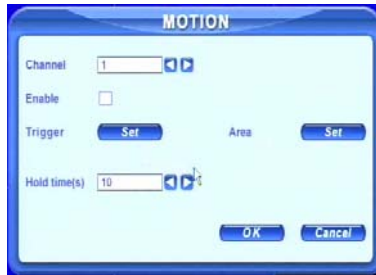 MOTION
Channel 1
Enable
Trigger Set Area Set
Hold time(s) 10
OK Cancel